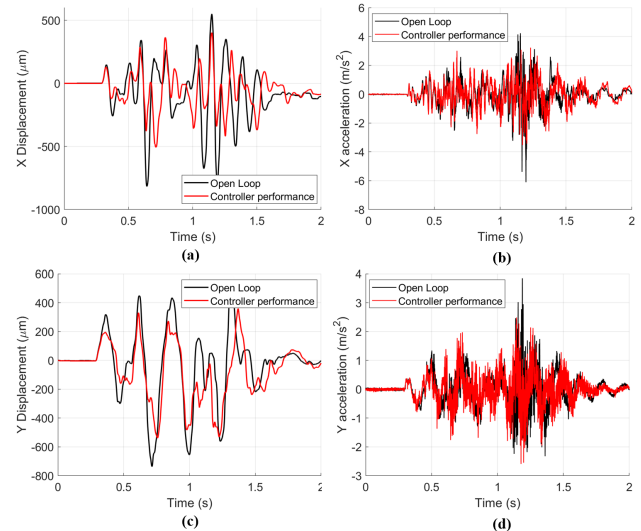 500
0
-500
-1000
X Displacement (μm)
Open Loop
Controller performance
0
0.5
1
1.5
2
Time (s)
(a)
6
4
2
0
-2
-4
-6
-8
X acceleration (m/s²)
Open Loop
Controller performance
0
0.5
1
1.5
2
Time (s)
(b)
600
400
200
0
-200
-400
-600
-800
Y Displacement (μm)
Open Loop
Controller performance
0
0.5
1
1.5
2
Time (s)
(c)
4
3
2
1
0
-1
-2
-3
Y acceleration (m/s²)
Open Loop
Controller performance
0
0.5
1
1.5
2
Time (s)
(d)